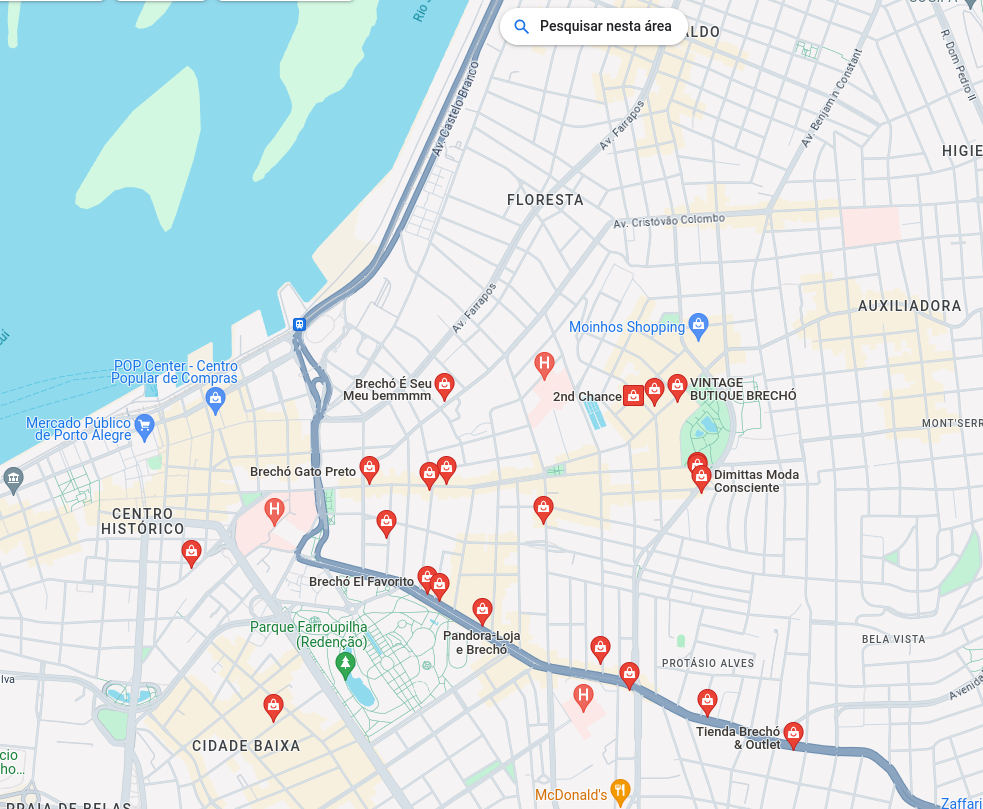 Pesquisar nesta área
ALDO
R. Dom Pedro II
Av. Castelo Branco
Av. Farrapos
Av. Benjamin Constant
HIGIE
FLORESTA
Av. Cristóvão Colombo
AUXILIADORA
Av. Farrapos
Moinhos Shopping
POP Center - Centro
Popular de Compras
Brechó É Seu
Meu bemmmm
2nd Chance
VINTAGE
BUTIQUE BRECHÓ
Mercado Público
de Porto Alegre
MONT'SERR
H
Brechó Gato Preto
Dimittas Moda
Consciente
CENTRO
HISTÓRICO
H
Brechó El Favorito
Parque Farroupilha
(Redenção)
Pandora-Loja
e Brechó
BELA VISTA
PROTÁSIO ALVES
lva
Avenida
H
Tienda Brechó
& Outlet
CIDADE BAIXA
cio
ho...
McDonald's
PRAIA DE BELAS
Zaffari